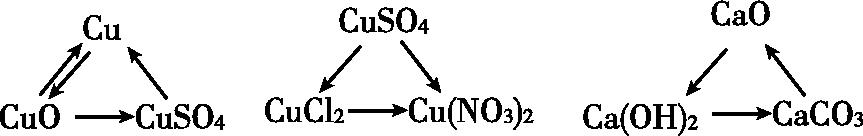 Cu
CuO → CuSO₄
CuSO₄
CuCl₂ → Cu(NO₃)₂
CaO
Ca(OH)₂ → CaCO₃